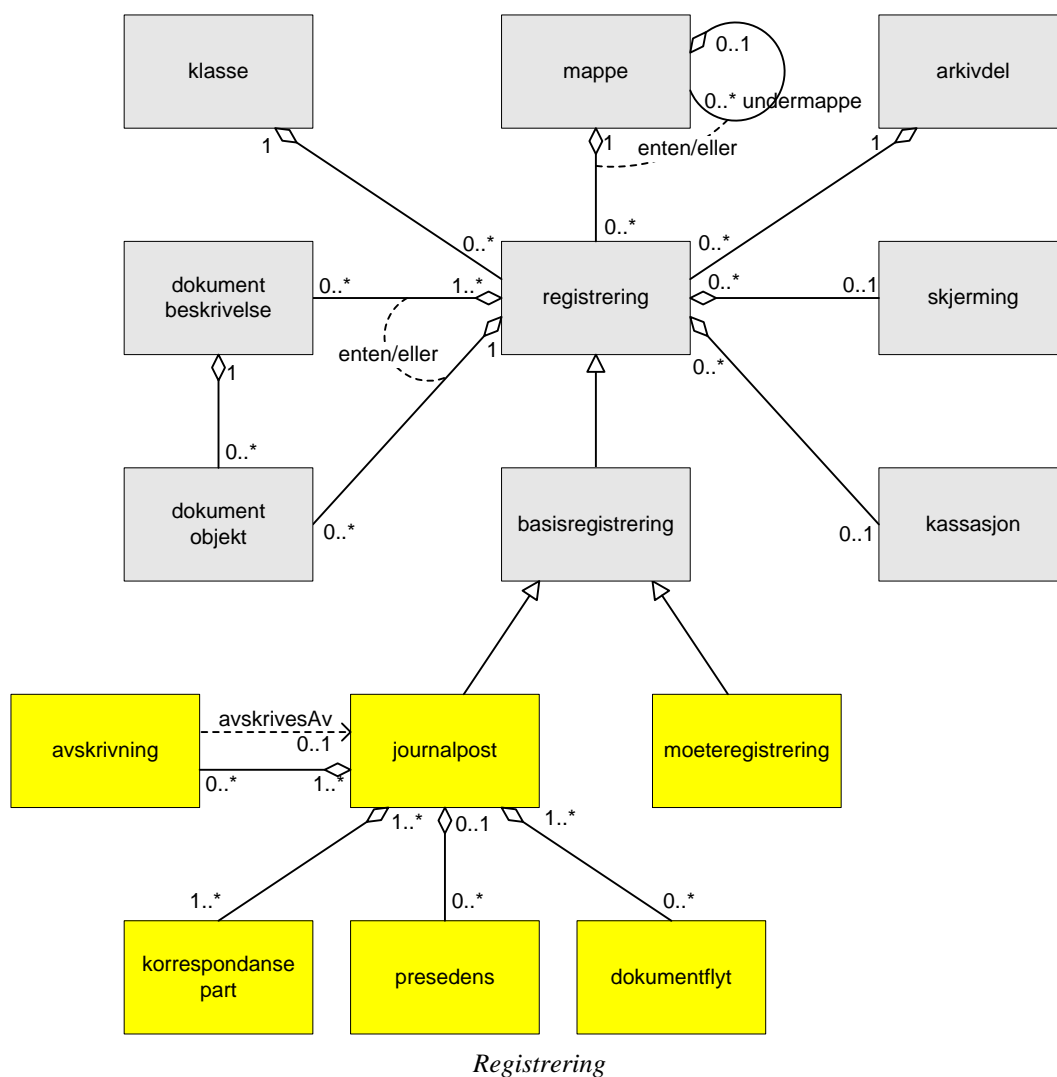 klasse
mappe
0..1
0..* undermappe
arkivdel
1
1
enten/eller
1
0..*
0..*
0..*
dokument
beskrivelse
0..*
1..*
registrering
0..*
0..1
skjerming
enten/eller
1
0..*
1
0..*
dokument
objekt
0..*
basisregistrering
0..1
kassasjon
avskrivning
avskrivesAv
0..1
0..*
1..*
journalpost
moeteregistrering
1..*
0..1
1..*
1..*
0..*
0..*
korrespondanse
part
presedens
dokumentflyt
Registrering